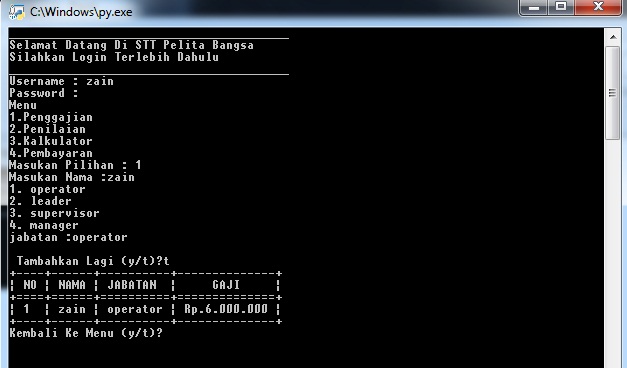 C:\Windows\py.exe
Selamat Datang Di STT Pelita Bangsa
Silahkan Login Terlebih Dahulu
Username : zain
Password :
Menu
1.Penggajian
2.Penilaian
3.Kalkulator
4.Pembayaran
Masukan Pilihan : 1
Masukan Nama :zain
1. operator
2. leader
3. supervisor
4. manager
jabatan :operator
Tambahkan Lagi (y/t)?t
+----+------+----------+--------------+
¦ NO ¦ NAMA ¦ JABATAN ¦ GAJI ¦
+====+======+==========+==============+
¦ 1 ¦ zain ¦ operator ¦ Rp.6.000.000 ¦
+----+------+----------+--------------+
Kembali Ke Menu (y/t)?